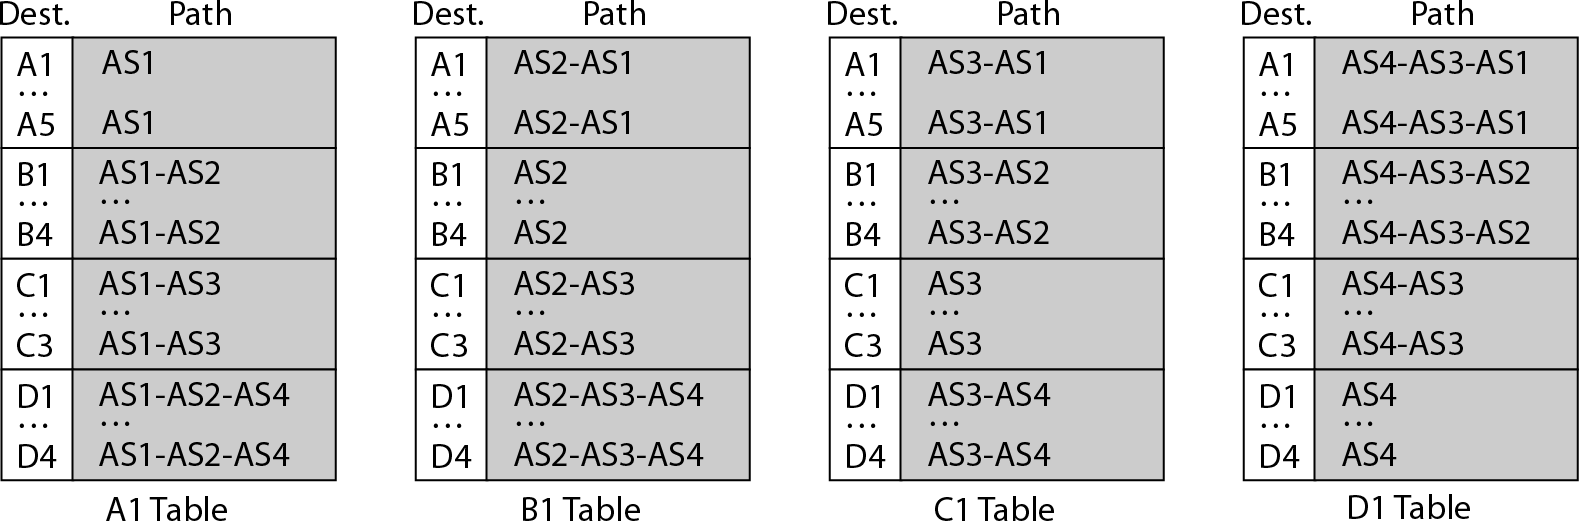 Dest. Path
A1 AS1
...
A5 AS1
B1 AS1-AS2
... ...
B4 AS1-AS2
C1 AS1-AS3
... ...
C3 AS1-AS3
D1 AS1-AS2-AS4
... ...
D4 AS1-AS2-AS4
A1 Table
Dest. Path
A1 AS2-AS1
...
A5 AS2-AS1
B1 AS2
... ...
B4 AS2
C1 AS2-AS3
... ...
C3 AS2-AS3
D1 AS2-AS3-AS4
... ...
D4 AS2-AS3-AS4
B1 Table
Dest. Path
A1 AS3-AS1
...
A5 AS3-AS1
B1 AS3-AS2
... ...
B4 AS3-AS2
C1 AS3
... ...
C3 AS3
D1 AS3-AS4
... ...
D4 AS3-AS4
C1 Table
Dest. Path
A1 AS4-AS3-AS1
...
A5 AS4-AS3-AS1
B1 AS4-AS3-AS2
... ...
B4 AS4-AS3-AS2
C1 AS4-AS3
... ...
C3 AS4-AS3
D1 AS4
... ...
D4 AS4
D1 Table